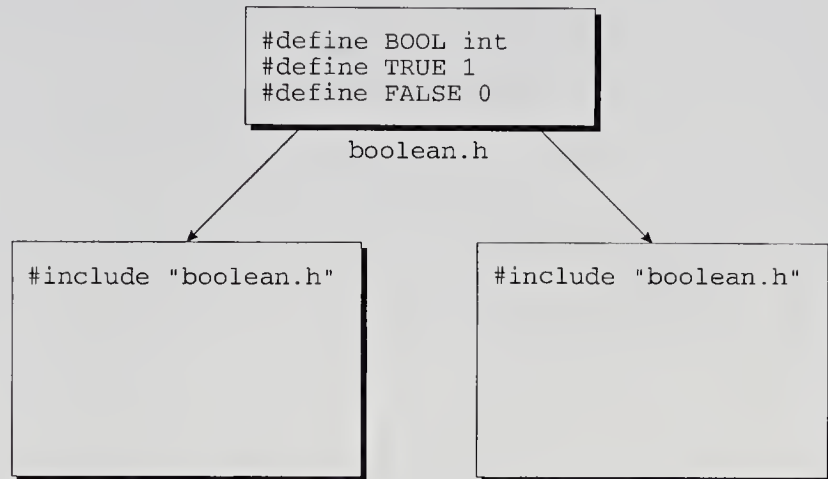 #define BOOL int
#define TRUE 1
#define FALSE 0
boolean.h
#include "boolean.h"
#include "boolean.h"